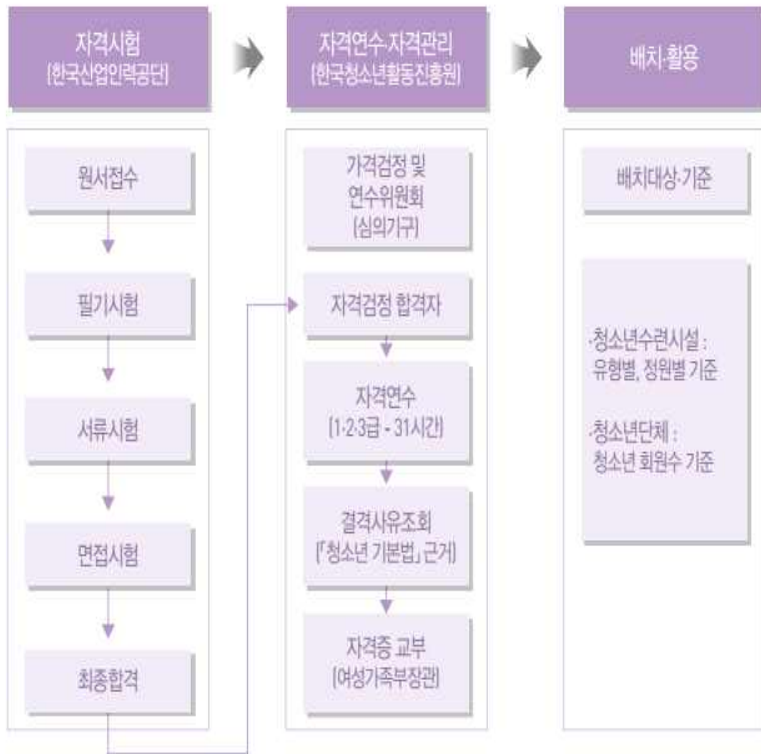 자격시험
(한국산업인력공단)
원서접수
필기시험
서류시험
면접시험
최종합격
자격연수·자격관리
(한국청소년활동진흥원)
가격검정 및
연수위원회
(심의기구)
자격검정 합격자
자격연수
(1·2·3급 - 31시간)
결격사유조회
(「청소년 기본법」 근거)
자격증 교부
(여성가족부장관)
배치·활용
배치대상·기준
·청소년수련시설 :
유형별, 정원별 기준
·청소년단체 :
청소년 회원수 기준